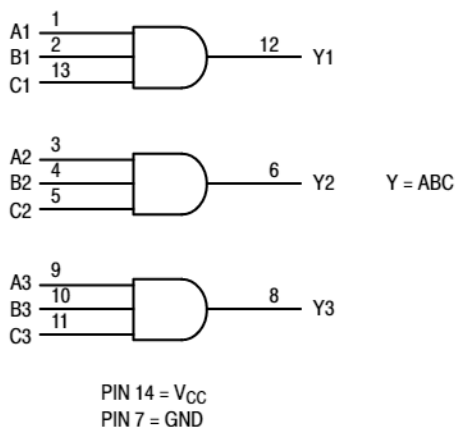 A1 1
B1 2 12 Y1
C1 13
A2 3
B2 4 6 Y2 Y = ABC
C2 5
A3 9
B3 10 8 Y3
C3 11
PIN 14 = VCC
PIN 7 = GND